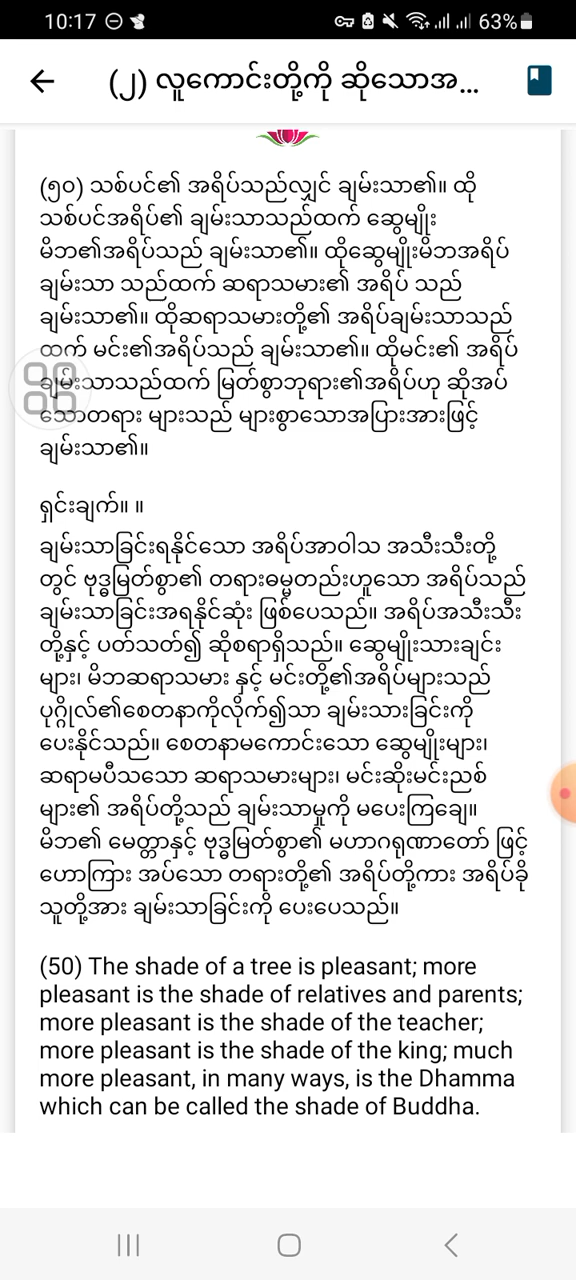 10:17
63%
(၂) လူကောင်းတို့ကို ဆိုသောအ...
(၅၀) သစ်ပင်၏ အရိပ်သည်လျှင် ချမ်းသာ၏။ ထို
သစ်ပင်အရိပ်၏ ချမ်းသာသည်ထက် ဆွေမျိုး
မိဘ၏အရိပ်သည် ချမ်းသာ၏။ ထိုဆွေမျိုးမိဘအရိပ်
ချမ်းသာ သည်ထက် ဆရာသမား၏ အရိပ် သည်
ချမ်းသာ၏။ ထိုဆရာသမားတို့၏ အရိပ်ချမ်းသာသည်
ထက် မင်း၏အရိပ်သည် ချမ်းသာ၏။ ထိုမင်း၏ အရိပ်
ချမ်းသာသည်ထက် မြတ်စွာဘုရား၏အရိပ်ဟု ဆိုအပ်
သောတရား များသည် များစွာသောအပြားအားဖြင့်
ချမ်းသာ၏။
ရှင်းချက်။ ။
ချမ်းသာခြင်းရနိုင်သော အရိပ်အာဝါသ အသီးသီးတို့
တွင် ဗုဒ္ဓမြတ်စွာ၏ တရားဓမ္မတည်းဟူသော အရိပ်သည်
ချမ်းသာခြင်းအရနိုင်ဆုံး ဖြစ်ပေသည်။ အရိပ်အသီးသီး
တို့နှင့် ပတ်သတ်၍ ဆိုစရာရှိသည်။ ဆွေမျိုးသားချင်း
များ၊ မိဘဆရာသမား နှင့် မင်းတို့၏အရိပ်များသည်
ပုဂ္ဂိုလ်၏စေတနာကိုလိုက်၍သာ ချမ်းသားခြင်းကို
ပေးနိုင်သည်။ စေတနာမကောင်းသော ဆွေမျိုးများ၊
ဆရာမပီသသော ဆရာသမားများ၊ မင်းဆိုးမင်းညစ်
များ၏ အရိပ်တို့သည် ချမ်းသာမှုကို မပေးကြချေ။
မိဘ၏ မေတ္တာနှင့် ဗုဒ္ဓမြတ်စွာ၏ မဟာဂရုဏာတော် ဖြင့်
ဟောကြား အပ်သော တရားတို့၏ အရိပ်တို့ကား အရိပ်ခို
သူတို့အား ချမ်းသာခြင်းကို ပေးပေသည်။
(50) The shade of a tree is pleasant; more
pleasant is the shade of relatives and parents;
more pleasant is the shade of the teacher;
more pleasant is the shade of the king; much
more pleasant, in many ways, is the Dhamma
which can be called the shade of Buddha.